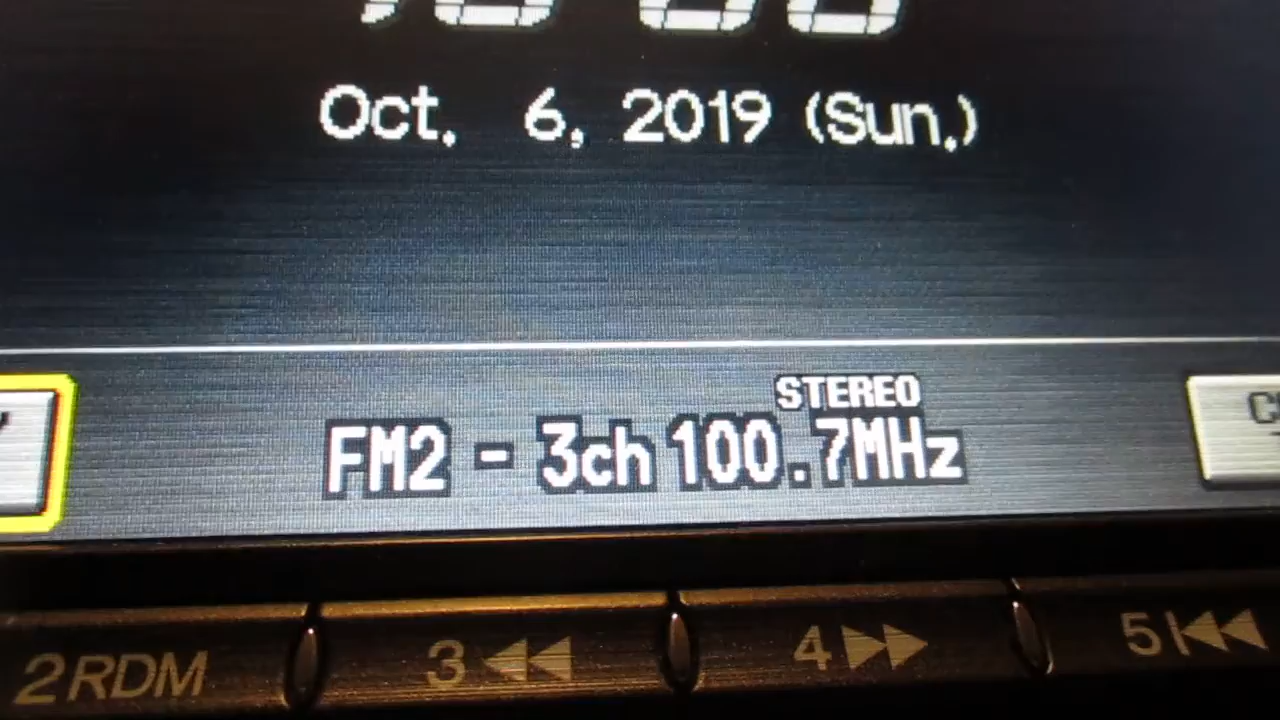 Oct. 6, 2019 (Sun.)
STEREO
FM2 - 3ch 100.7MHz
2RDM
3
4
5